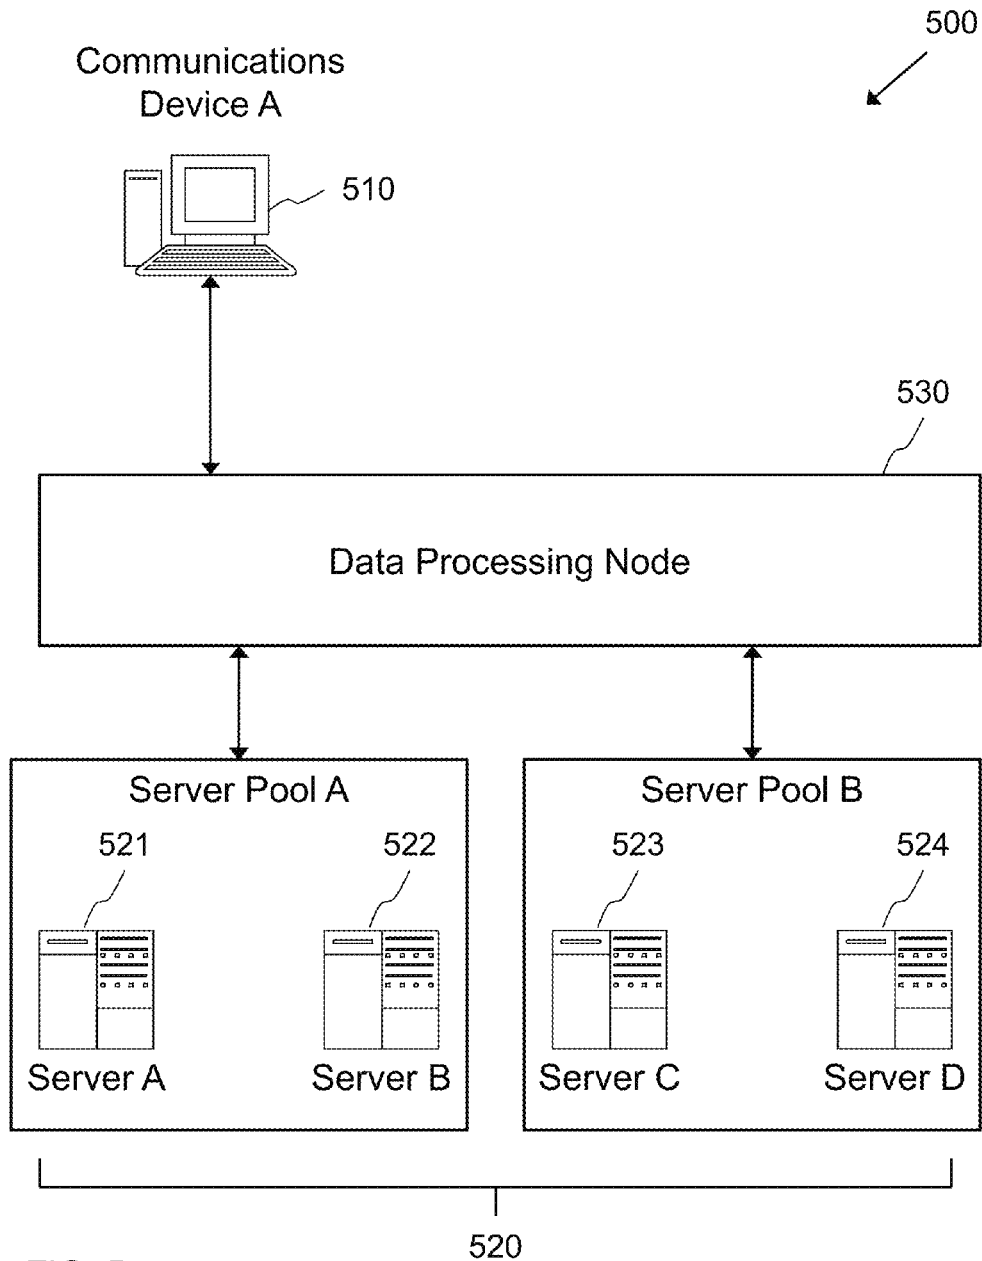 500
Communications
Device A
510
530
Data Processing Node
Server Pool A
Server Pool B
521
522
523
524
Server A
Server B
Server C
Server D
520